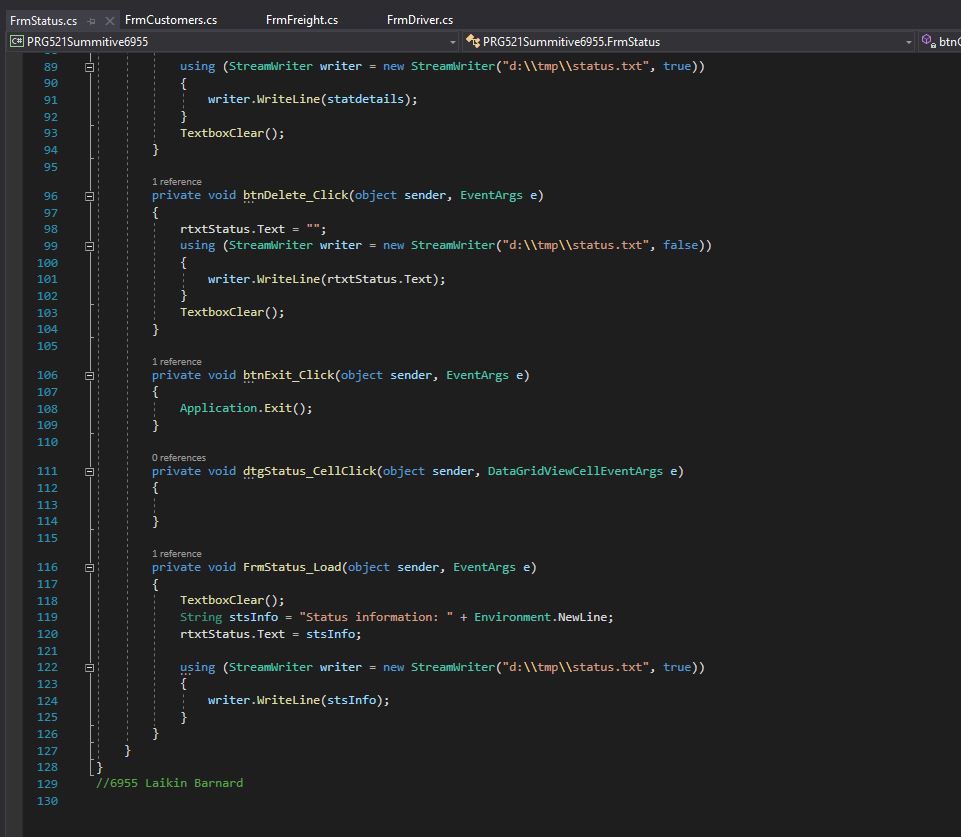 FrmStatus.cs FrmCustomers.cs FrmFreight.cs FrmDriver.cs
C# PRG521Summitive6955 PRG521Summitive6955.FrmStatus
89 using (StreamWriter writer = new StreamWriter("d:\\tmp\\status.txt", true))
90 {
91 writer.WriteLine(statdetails);
92 }
93 TextboxClear();
94 }
95
1 reference
96 private void btnDelete_Click(object sender, EventArgs e)
97 {
98 rtxtStatus.Text = "";
99 using (StreamWriter writer = new StreamWriter("d:\\tmp\\status.txt", false))
100 {
101 writer.WriteLine(rtxtStatus.Text);
102 }
103 TextboxClear();
104 }
105
1 reference
106 private void btnExit_Click(object sender, EventArgs e)
107 {
108 Application.Exit();
109 }
110
0 references
111 private void dtgStatus_CellClick(object sender, DataGridViewCellEventArgs e)
112 {
113
114 }
115
1 reference
116 private void FrmStatus_Load(object sender, EventArgs e)
117 {
118 TextboxClear();
119 String stsInfo = "Status information: " + Environment.NewLine;
120 rtxtStatus.Text = stsInfo;
121
122 using (StreamWriter writer = new StreamWriter("d:\\tmp\\status.txt", true))
123 {
124 writer.WriteLine(stsInfo);
125 }
126 }
127 }
128 }
129 //6955 Laikin Barnard
130